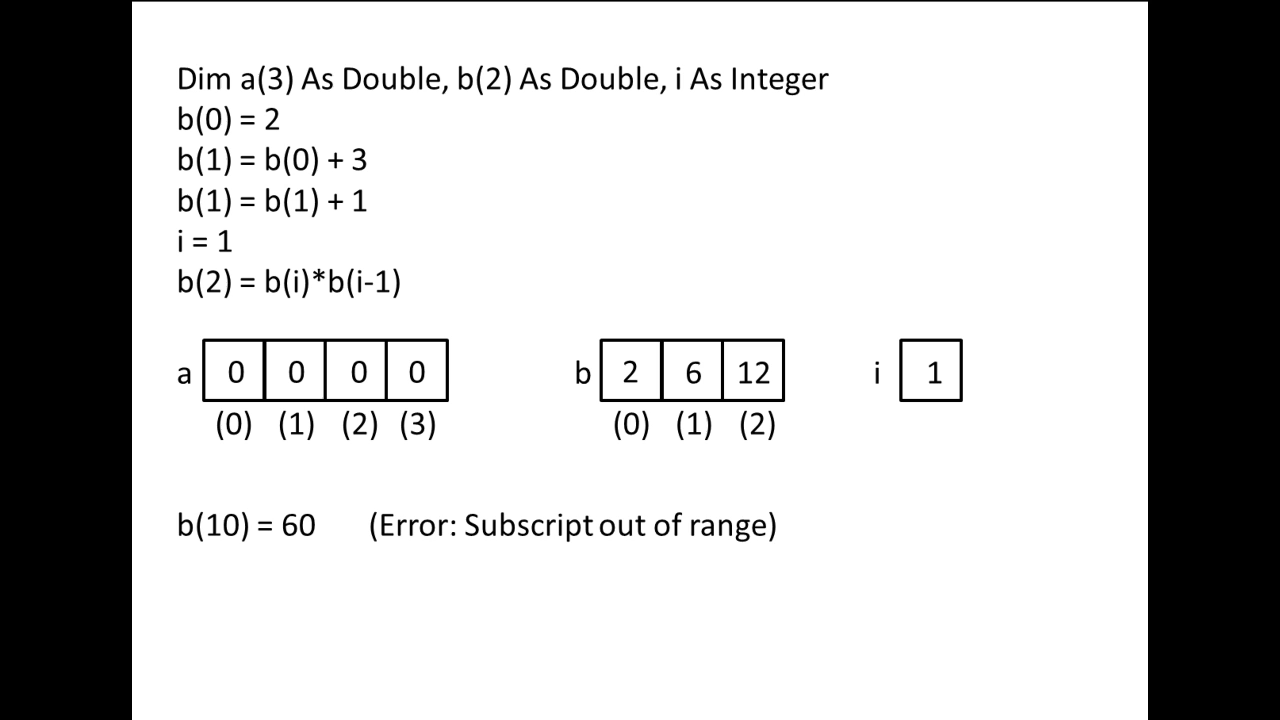 Dim a(3) As Double, b(2) As Double, i As Integer
b(0) = 2
b(1) = b(0) + 3
b(1) = b(1) + 1
i = 1
b(2) = b(i)*b(i-1)
a 0 0 0 0 b 2 6 12 i 1
(0) (1) (2) (3) (0) (1) (2)
b(10) = 60 (Error: Subscript out of range)